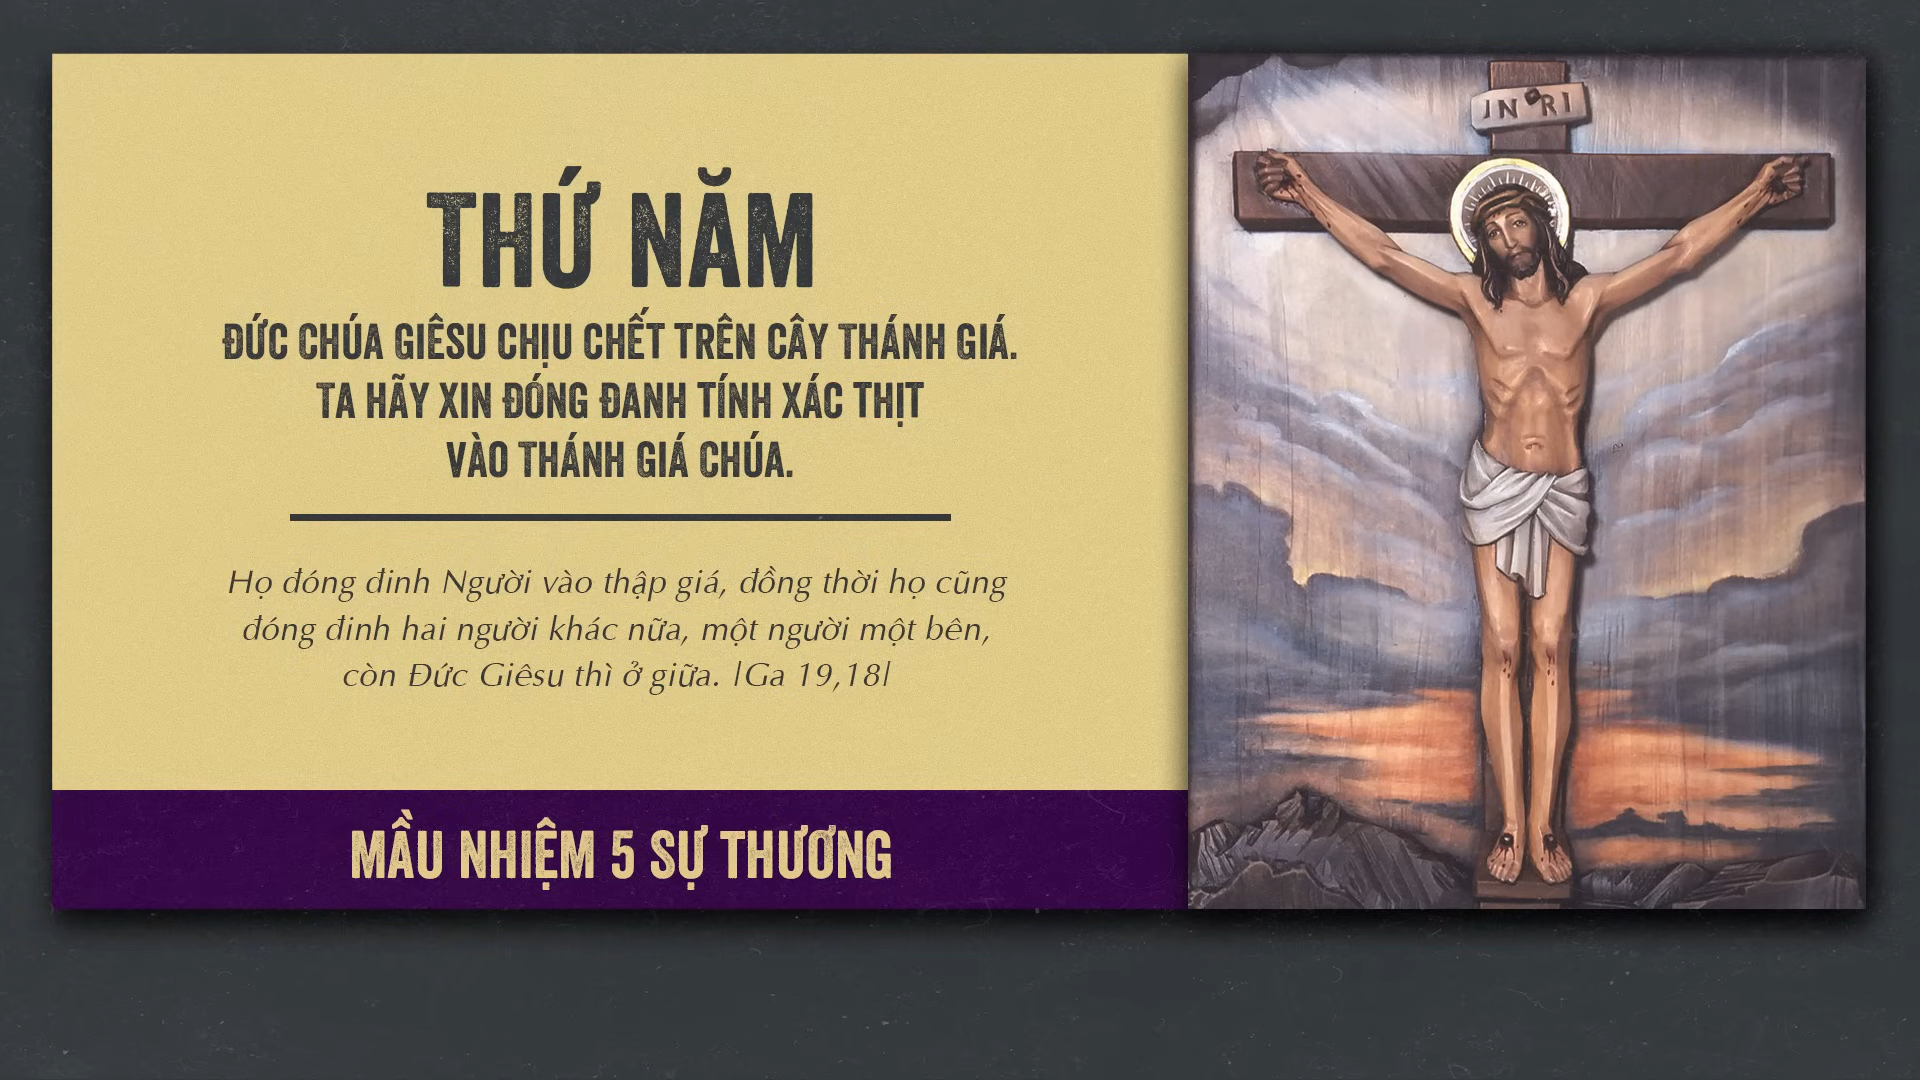 THỨ NĂM
ĐỨC CHÚA GIÊSU CHỊU CHẾT TRÊN CÂY THÁNH GIÁ.
TA HÃY XIN ĐÓNG ĐANH TÍNH XÁC THỊT
VÀO THÁNH GIÁ CHÚA.
Họ đóng đinh Người vào thập giá, đồng thời họ cũng
đóng đinh hai người khác nữa, một người một bên,
còn Đức Giêsu thì ở giữa. |Ga 19,18|
MẦU NHIỆM 5 SỰ THƯƠNG
INRI